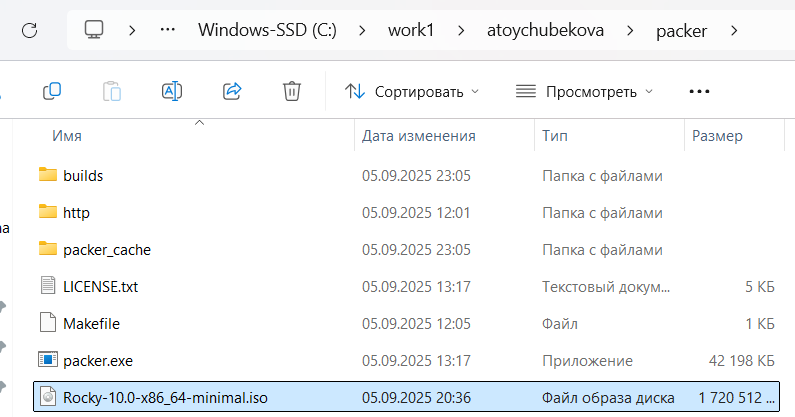 ··· Windows-SSD (C:) > work1 > atoychubekova > packer >
Сортировать Просмотреть ···
Имя Дата изменения Тип Размер
builds 05.09.2025 23:05 Папка с файлами
http 05.09.2025 12:01 Папка с файлами
packer_cache 05.09.2025 23:05 Папка с файлами
LICENSE.txt 05.09.2025 13:17 Текстовый докум... 5 КБ
Makefile 05.09.2025 12:05 Файл 1 КБ
packer.exe 05.09.2025 13:17 Приложение 42 198 КБ
Rocky-10.0-x86_64-minimal.iso 05.09.2025 20:36 Файл образа диска 1 720 512 ...